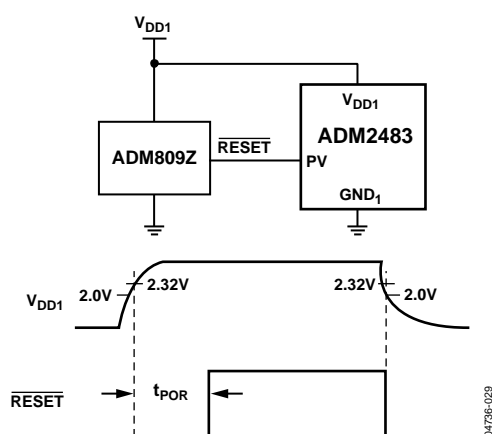 VDD1
VDD1
ADM2483
ADM809Z
RESET
PV
GND1
2.32V
2.32V
VDD1
2.0V
2.0V
RESET
tPOR
04736-029